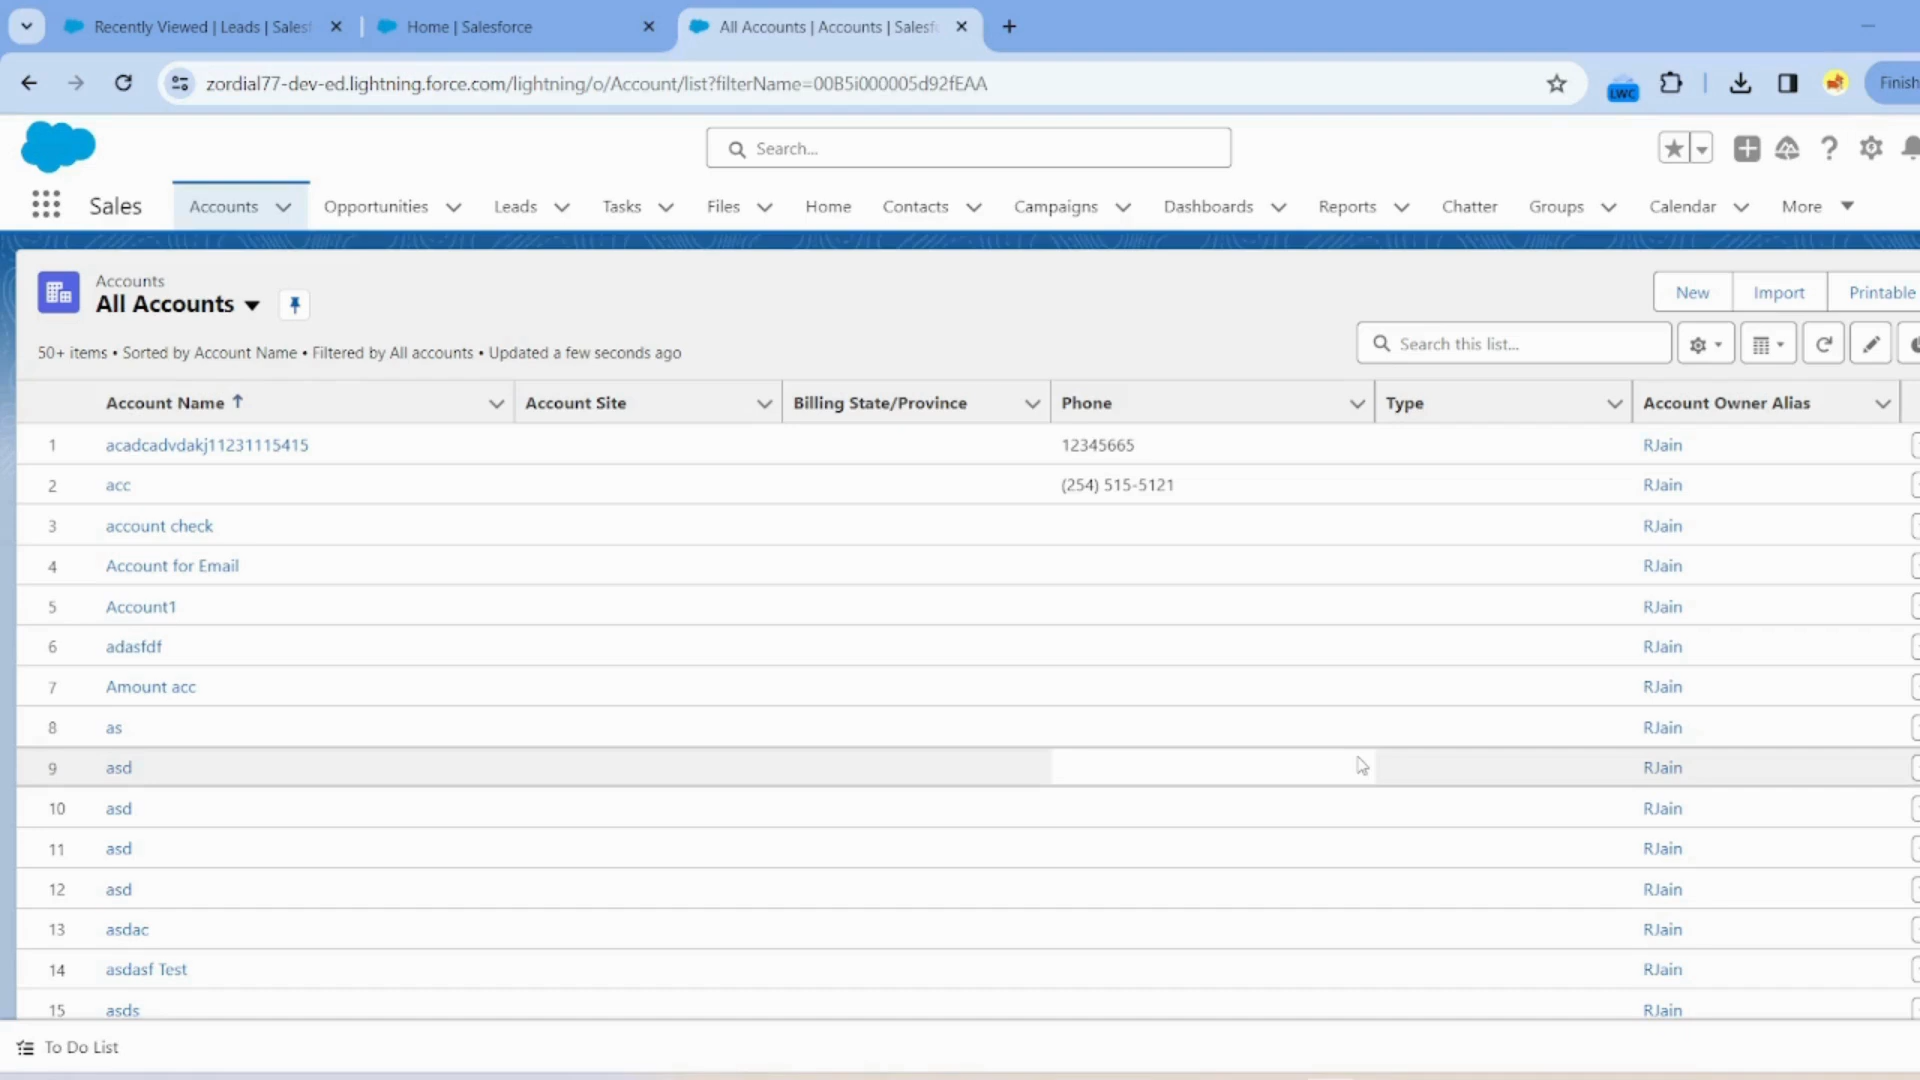 Recently Viewed | Leads | Salesf
Home | Salesforce
All Accounts | Accounts | Salesfo
zordial77-dev-ed.lightning.force.com/lightning/o/Account/list?filterName=00B5i000005d92fEAA
LWC
Finish
Search...
Sales
Accounts
Opportunities
Leads
Tasks
Files
Home
Contacts
Campaigns
Dashboards
Reports
Chatter
Groups
Calendar
More
Accounts
All Accounts
New
Import
Printable
50+ items • Sorted by Account Name • Filtered by All accounts • Updated a few seconds ago
Search this list...
Account Name Account Site Billing State/Province Phone Type Account Owner Alias
1 acadcadvdakj11231115415 12345665 RJain
2 acc (254) 515-5121 RJain
3 account check RJain
4 Account for Email RJain
5 Account1 RJain
6 adasfdf RJain
7 Amount acc RJain
8 as RJain
9 asd RJain
10 asd RJain
11 asd RJain
12 asd RJain
13 asdac RJain
14 asdasf Test RJain
15 asds RJain
To Do List